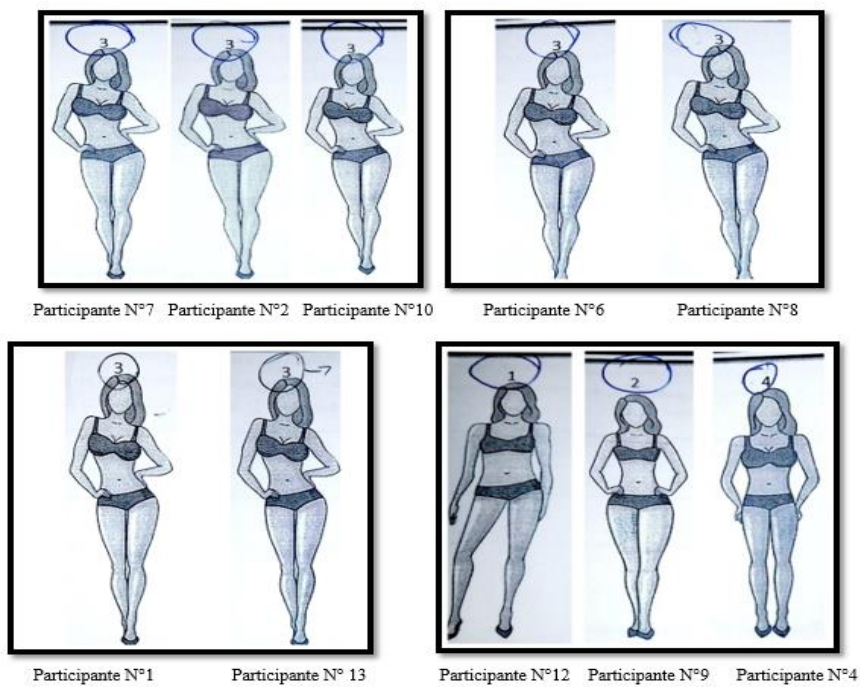 3 3 3
3 3
Participante N°7 Participante N°2 Participante N°10
Participante N°6 Participante N°8
3 3
1 2 4
Participante N°1 Participante N° 13
Participante N°12 Participante N°9 Participante N°4